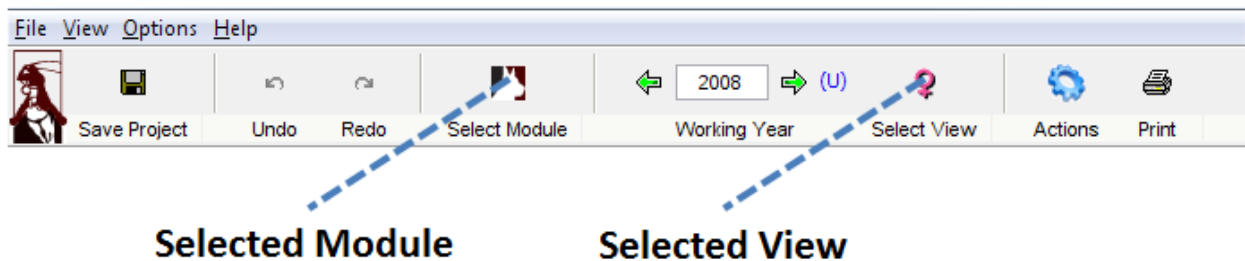 File View Options Help
2008 (U)
Save Project Undo Redo Select Module Working Year Select View Actions Print
Selected Module Selected View